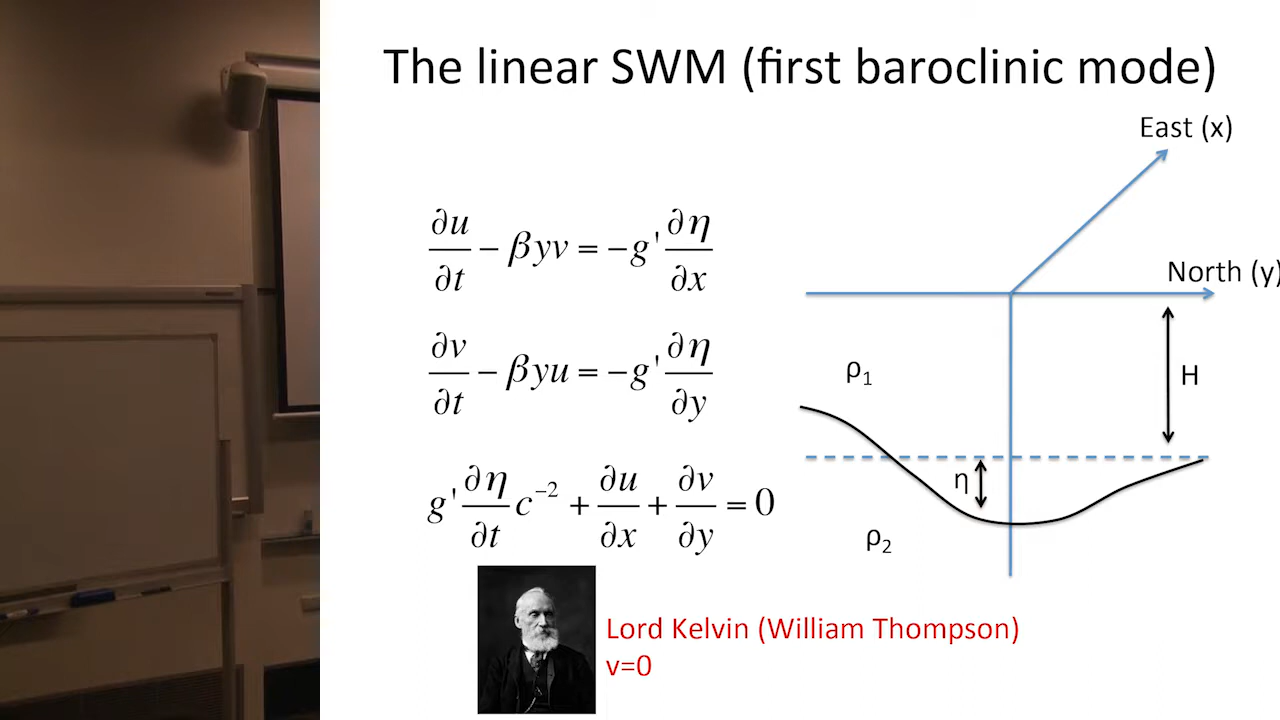 The linear SWM (first baroclinic mode)
East (x)
∂u/∂t − βyv = −g'∂η/∂x
North (y)
∂v/∂t − βyu = −g'∂η/∂y
ρ₁
H
η
g'∂η/∂t c⁻² + ∂u/∂x + ∂v/∂y = 0
ρ₂
Lord Kelvin (William Thompson)
v=0